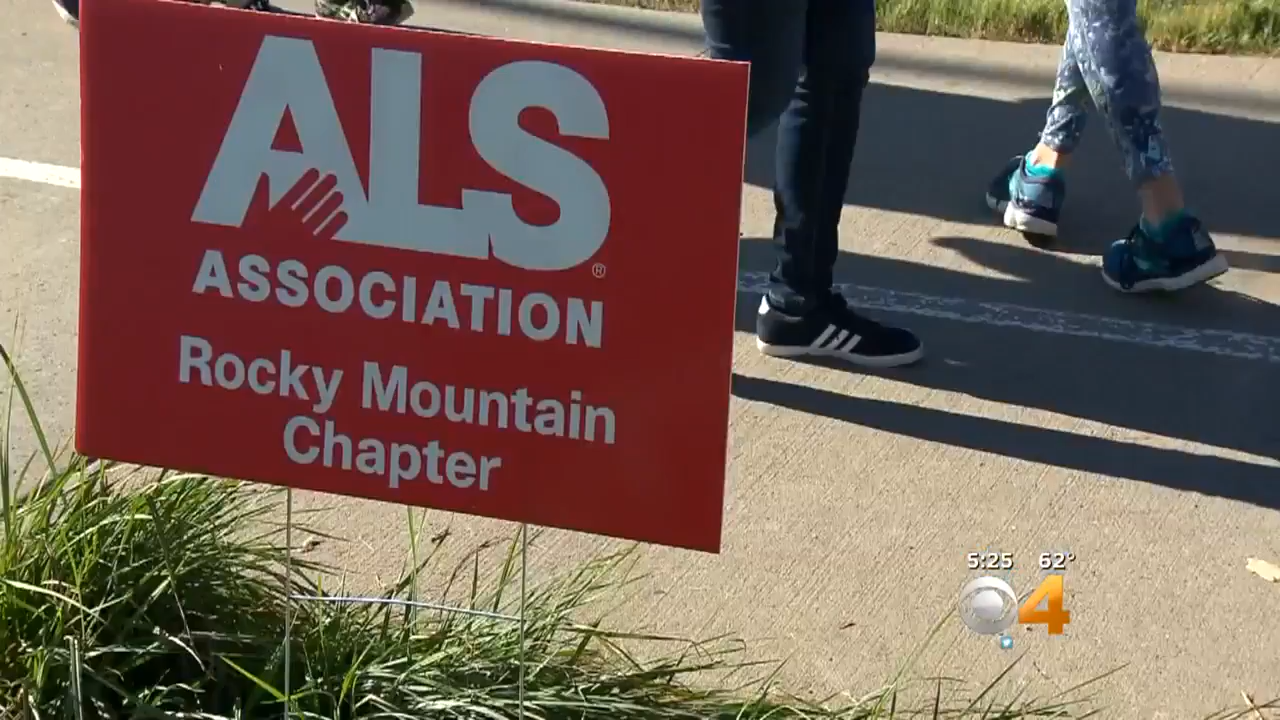 ALS
ASSOCIATION
Rocky Mountain
Chapter
5:25 62°
4